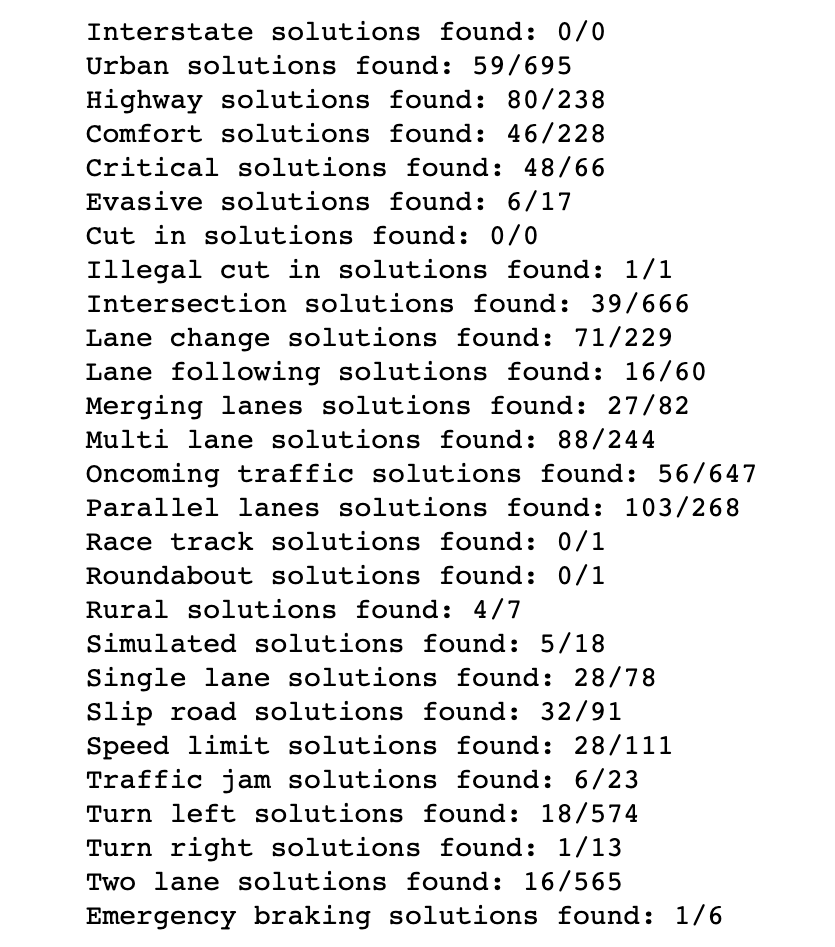 Interstate solutions found: 0/0
Urban solutions found: 59/695
Highway solutions found: 80/238
Comfort solutions found: 46/228
Critical solutions found: 48/66
Evasive solutions found: 6/17
Cut in solutions found: 0/0
Illegal cut in solutions found: 1/1
Intersection solutions found: 39/666
Lane change solutions found: 71/229
Lane following solutions found: 16/60
Merging lanes solutions found: 27/82
Multi lane solutions found: 88/244
Oncoming traffic solutions found: 56/647
Parallel lanes solutions found: 103/268
Race track solutions found: 0/1
Roundabout solutions found: 0/1
Rural solutions found: 4/7
Simulated solutions found: 5/18
Single lane solutions found: 28/78
Slip road solutions found: 32/91
Speed limit solutions found: 28/111
Traffic jam solutions found: 6/23
Turn left solutions found: 18/574
Turn right solutions found: 1/13
Two lane solutions found: 16/565
Emergency braking solutions found: 1/6